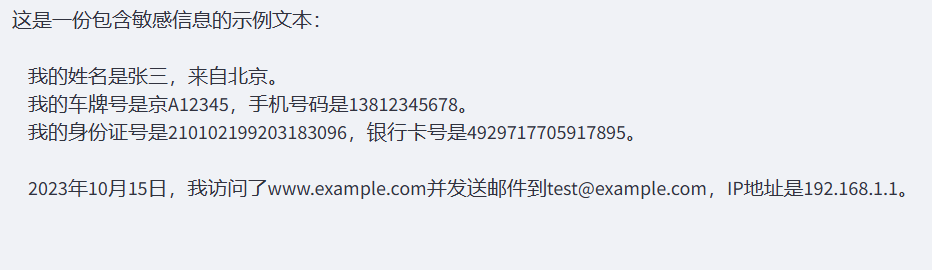 这是一份包含敏感信息的示例文本：
我的姓名是张三，来自北京。
我的车牌号是京A12345，手机号码是13812345678。
我的身份证号是210102199203183096，银行卡号是4929717705917895。
2023年10月15日，我访问了www.example.com并发送邮件到test@example.com，IP地址是192.168.1.1。